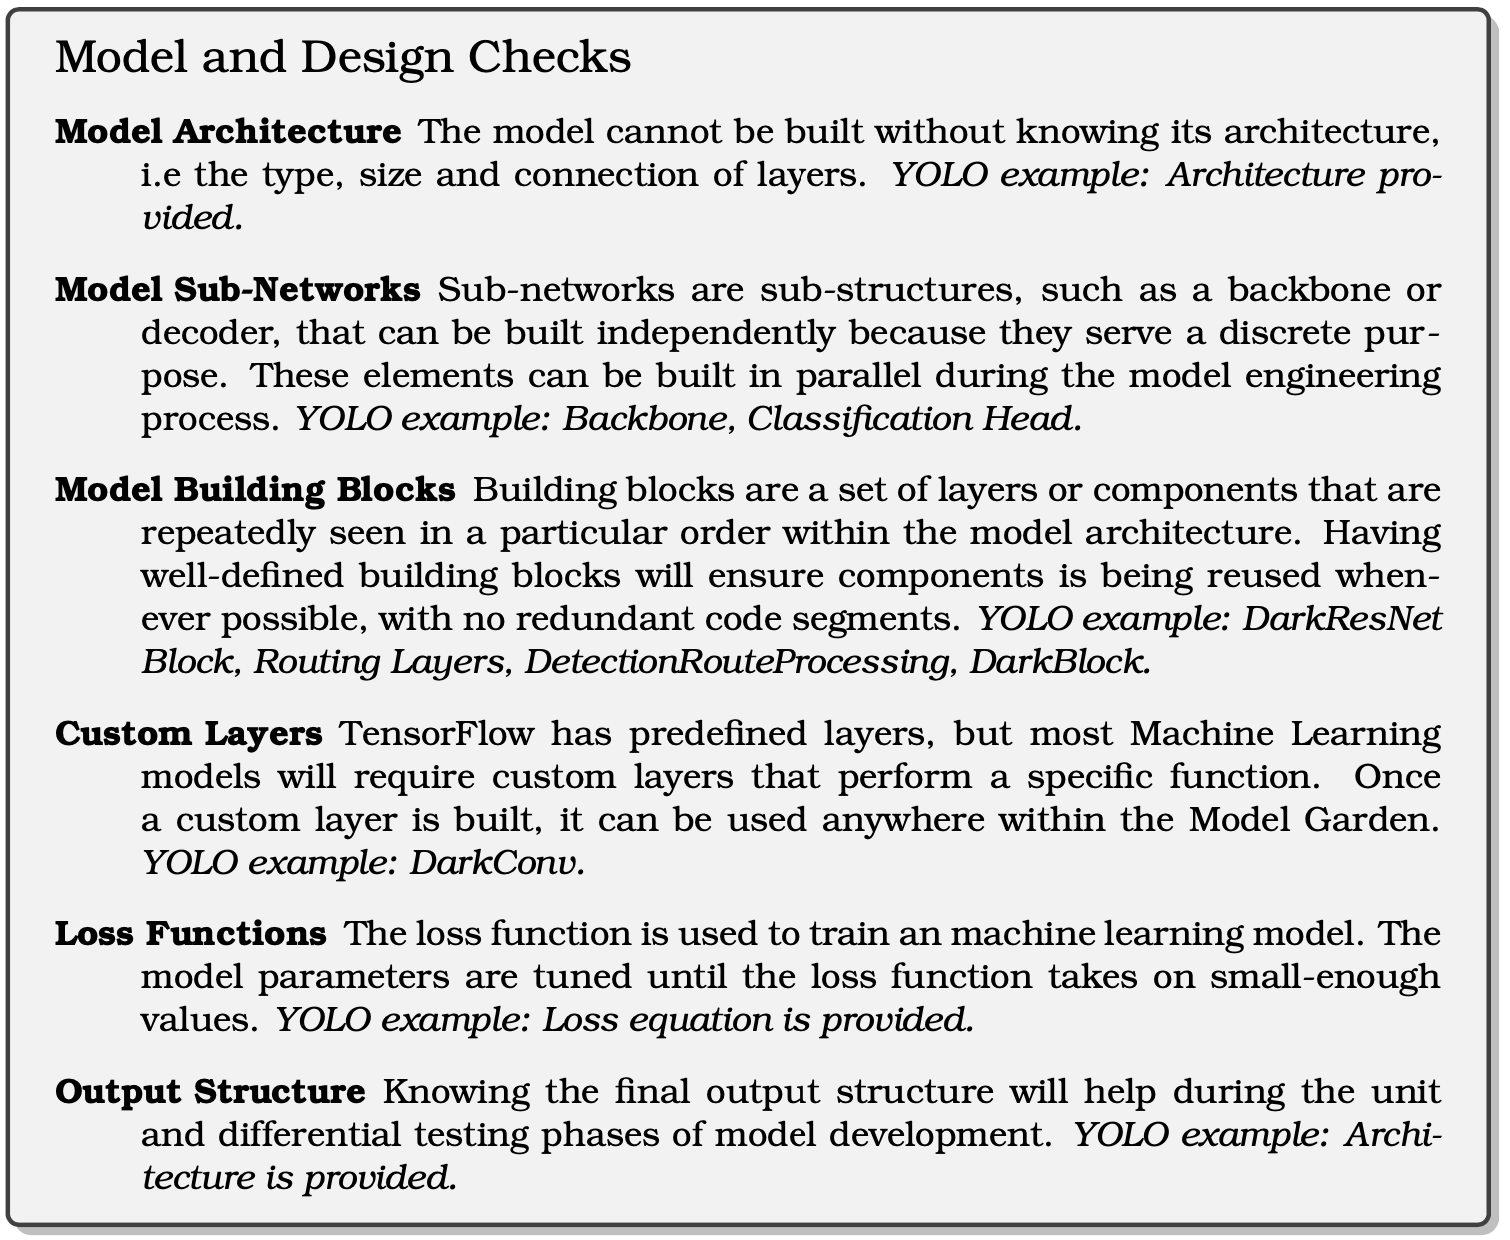 Model and Design Checks
Model Architecture The model cannot be built without knowing its architecture,
i.e the type, size and connection of layers. YOLO example: Architecture pro-
vided.
Model Sub-Networks Sub-networks are sub-structures, such as a backbone or
decoder, that can be built independently because they serve a discrete pur-
pose. These elements can be built in parallel during the model engineering
process. YOLO example: Backbone, Classification Head.
Model Building Blocks Building blocks are a set of layers or components that are
repeatedly seen in a particular order within the model architecture. Having
well-defined building blocks will ensure components is being reused when-
ever possible, with no redundant code segments. YOLO example: DarkResNet
Block, Routing Layers, DetectionRouteProcessing, DarkBlock.
Custom Layers TensorFlow has predefined layers, but most Machine Learning
models will require custom layers that perform a specific function. Once
a custom layer is built, it can be used anywhere within the Model Garden.
YOLO example: DarkConv.
Loss Functions The loss function is used to train an machine learning model. The
model parameters are tuned until the loss function takes on small-enough
values. YOLO example: Loss equation is provided.
Output Structure Knowing the final output structure will help during the unit
and differential testing phases of model development. YOLO example: Archi-
tecture is provided.